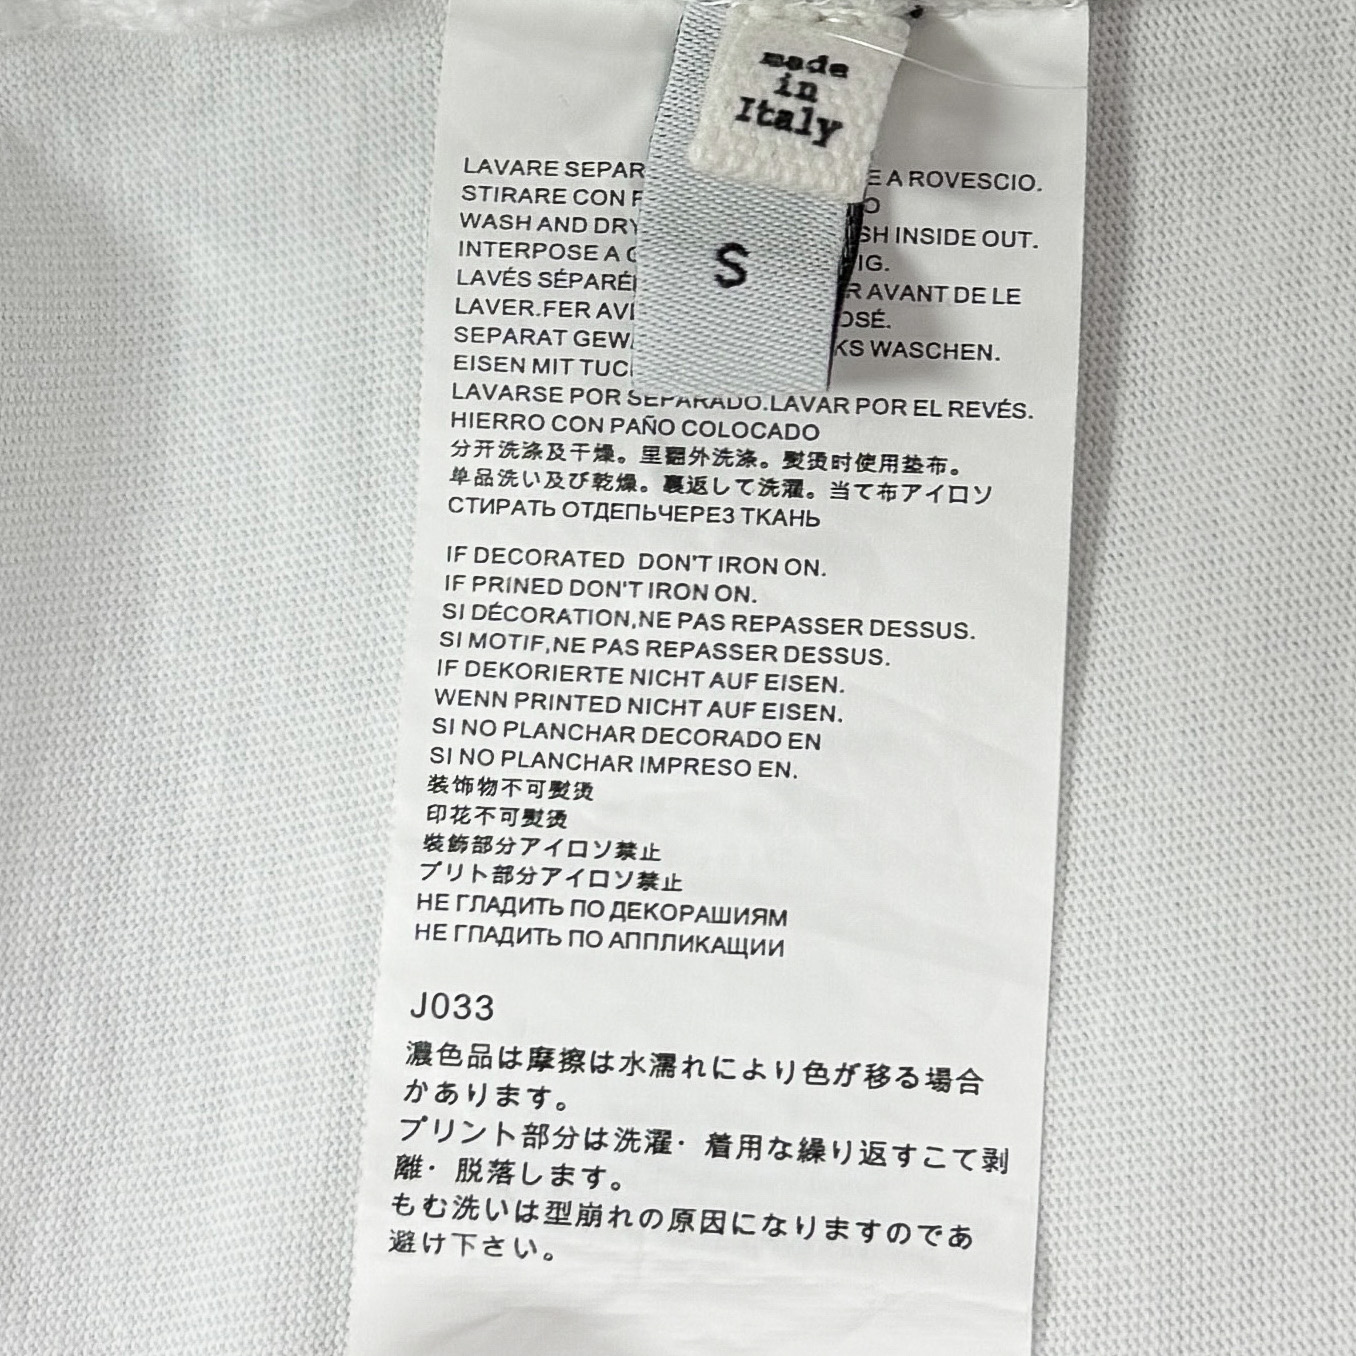 made
in
Italy
S
LAVARE SEPAR E A ROVESCIO.
STIRARE CON O
WASH AND DRY SH INSIDE OUT.
INTERPOSE A IG.
LAVÉS SÉPARÉ R AVANT DE LE
LAVER.FER AV OSÉ.
SEPARAT GEW KS WASCHEN.
EISEN MIT TUC
LAVARSE POR SEPARADO.LAVAR POR EL REVÉS.
HIERRO CON PAÑO COLOCADO
分开洗涤及干燥。里翻外洗涤。熨烫时使用垫布。
单品洗い及び乾燥。裏返して洗濯。当て布アイロソ
СТИРАТЬ ОТДЕПЬЧЕРЕЗ ТКАНЬ
IF DECORATED DON'T IRON ON.
IF PRINED DON'T IRON ON.
SI DÉCORATION,NE PAS REPASSER DESSUS.
SI MOTIF,NE PAS REPASSER DESSUS.
IF DEKORIERTE NICHT AUF EISEN.
WENN PRINTED NICHT AUF EISEN.
SI NO PLANCHAR DECORADO EN
SI NO PLANCHAR IMPRESO EN.
装饰物不可熨烫
印花不可熨烫
装飾部分アイロソ禁止
プリト部分アイロソ禁止
НЕ ГЛАДИТЬ ПО ДЕКОРАШИЯМ
НЕ ГПАДИТЬ ПО АППЛИКАЩИИ
J033
濃色品は摩擦は水濡れにより色が移る場合
かあります。
プリント部分は洗濯・着用な繰り返すこて剥
離・脱落します。
もむ洗いは型崩れの原因になりますのであ
避け下さい。